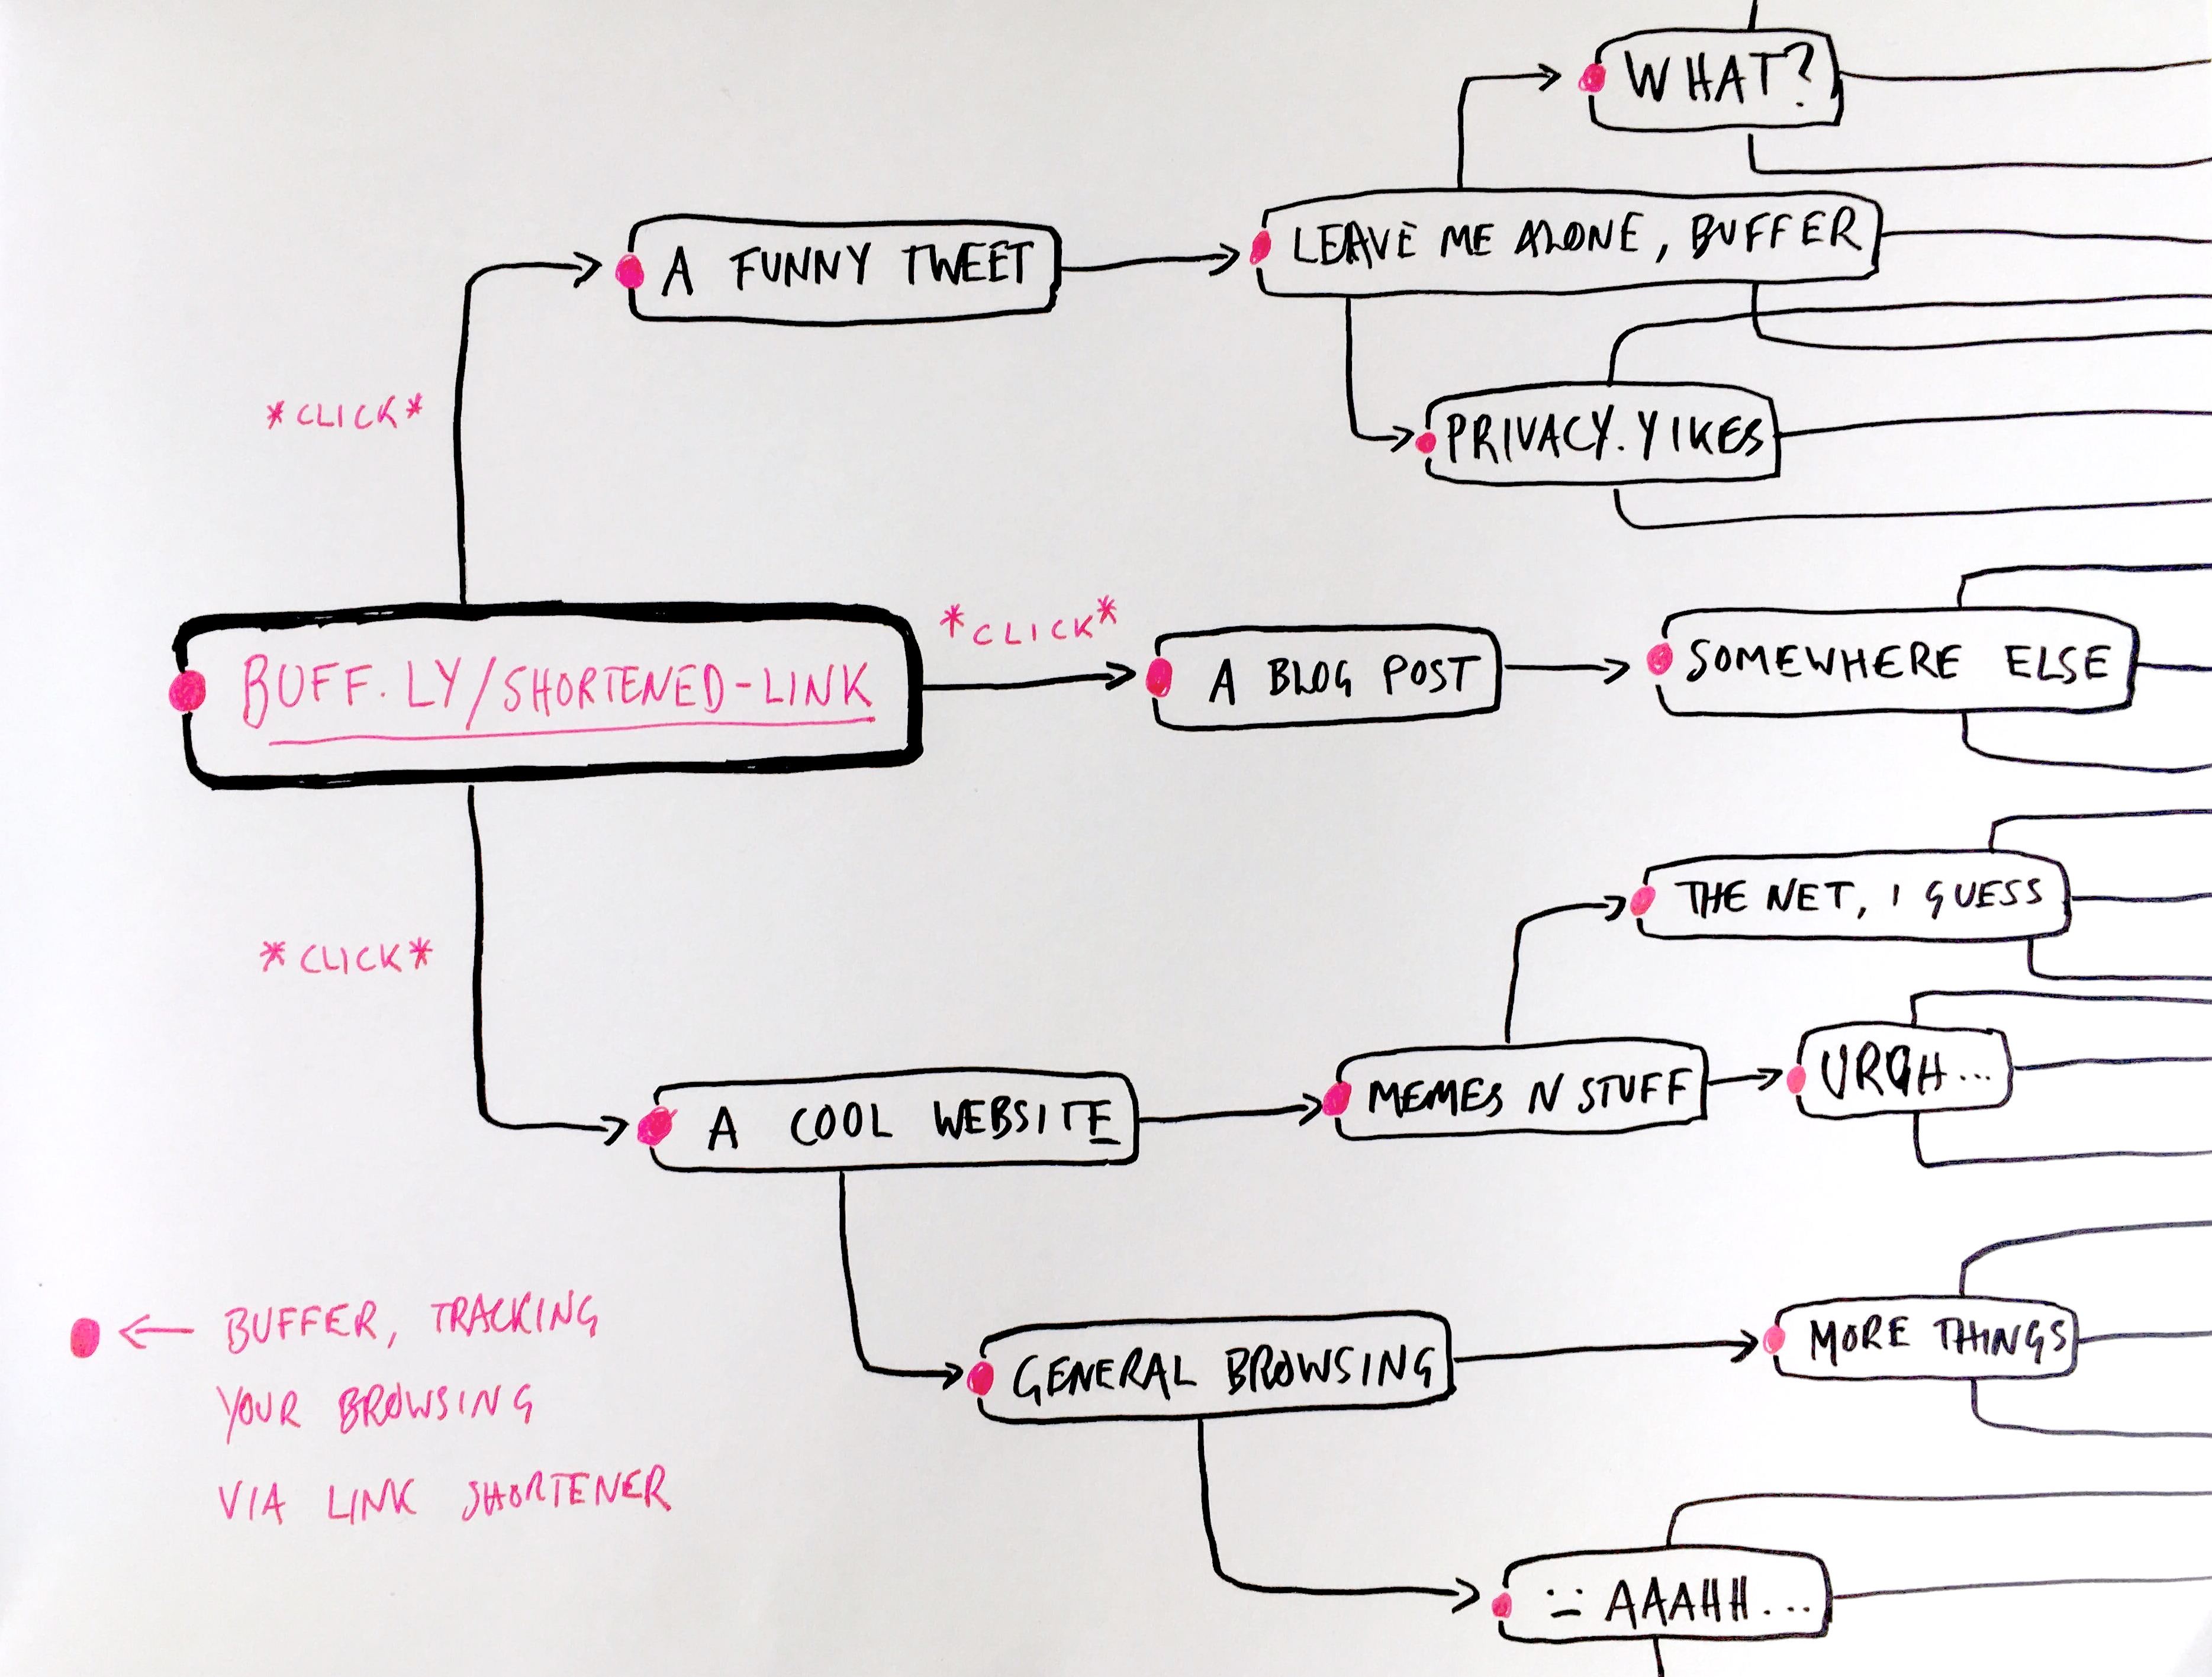 WHAT?
A FUNNY TWEET
LEAVE ME ALONE, BUFFER
*CLICK*
PRIVACY. YIKES
BUFF.LY/SHORTENED-LINK
*CLICK*
A BLOG POST
SOMEWHERE ELSE
*CLICK*
THE NET, I GUESS
A COOL WEBSITE
MEMES N STUFF
URGH...
BUFFER, TRACKING
YOUR BROWSING
VIA LINK SHORTENER
GENERAL BROWSING
MORE THINGS
:– AAAHH...